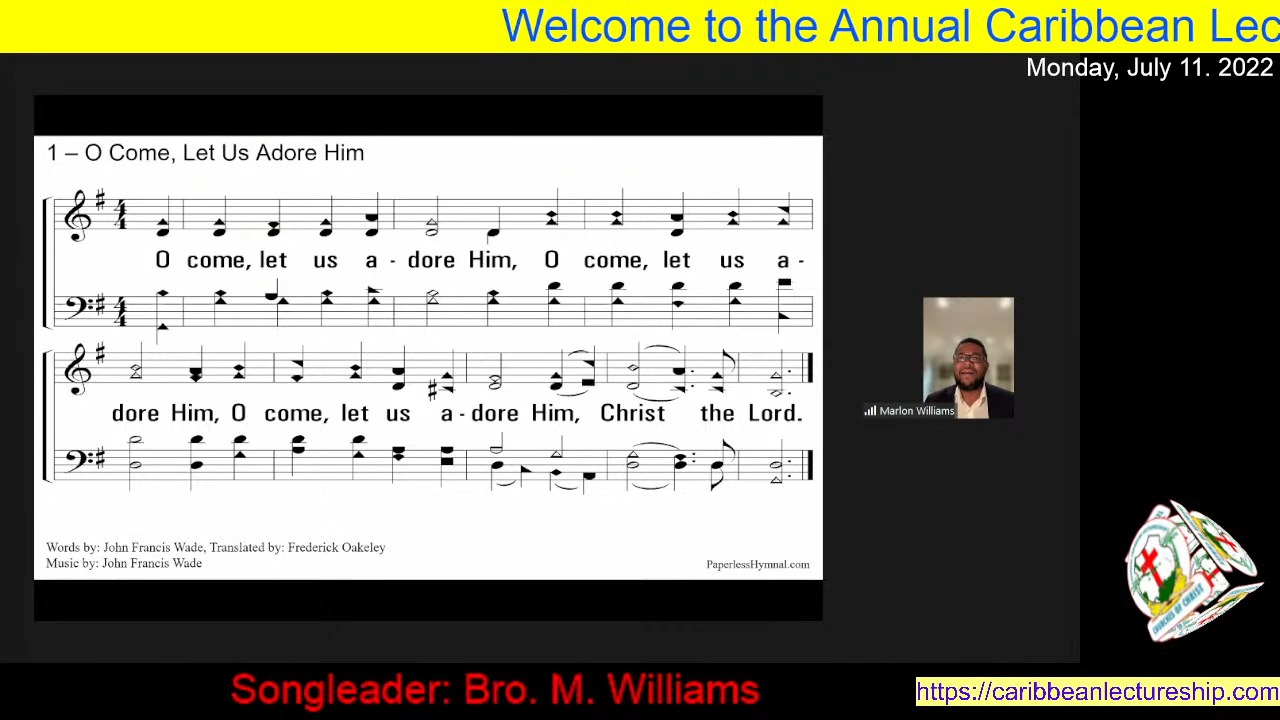 Welcome to the Annual Caribbean Lec
Monday, July 11. 2022
1 – O Come, Let Us Adore Him
O come, let us a - dore Him, O come, let us a -
dore Him, O come, let us a - dore Him, Christ the Lord.
Words by: John Francis Wade, Translated by: Frederick Oakeley
Music by: John Francis Wade
PaperlessHymnal.com
Marlon Williams
CHURCHES OF CHRIST
Songleader: Bro. M. Williams
https://caribbeanlectureship.com